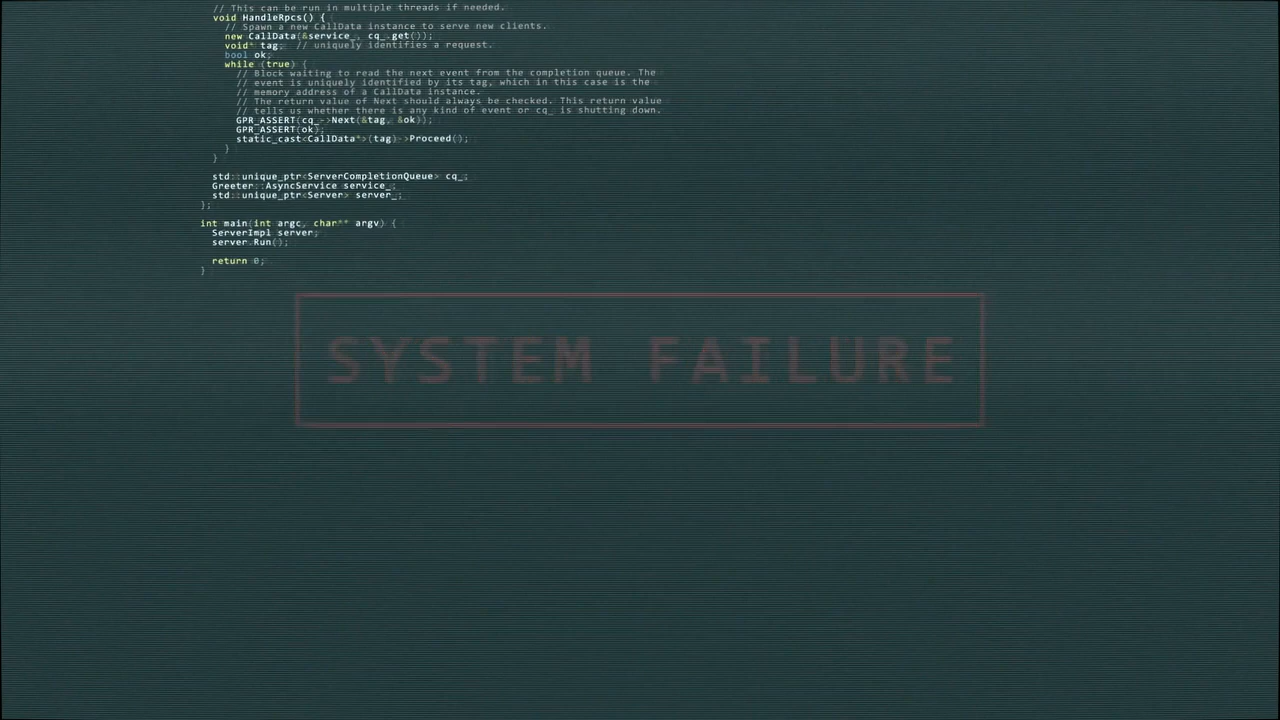 // This can be run in multiple threads if needed.
void HandleRpcs() {
// Spawn a new CallData instance to serve new clients.
new CallData(&service_, cq_.get());
void* tag;  // uniquely identifies a request.
bool ok;
while (true) {
// Block waiting to read the next event from the completion queue. The
// event is uniquely identified by its tag, which in this case is the
// memory address of a CallData instance.
// The return value of Next should always be checked. This return value
// tells us whether there is any kind of event or cq_ is shutting down.
GPR_ASSERT(cq_->Next(&tag, &ok));
GPR_ASSERT(ok);
static_cast<CallData*>(tag)->Proceed();
}
}
std::unique_ptr<ServerCompletionQueue> cq_;
Greeter::AsyncService service_;
std::unique_ptr<Server> server_;
};
int main(int argc, char** argv) {
ServerImpl server;
server.Run();
return 0;
}
SYSTEM FAILURE